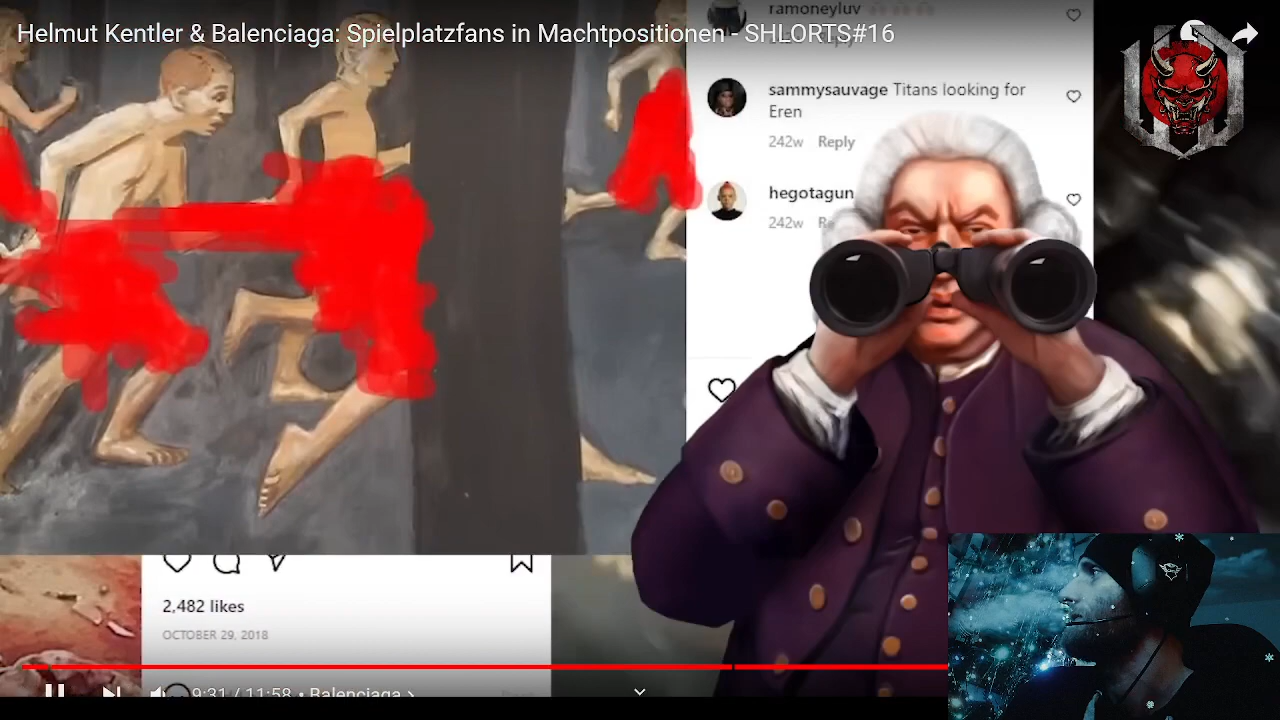 ramoneyluv
Helmut Kentler & Balenciaga: Spielplatzfans in Machtpositionen - SHLORTS#16
sammysauvage Titans looking for
Eren
242w Reply
hegotagun
242w
2,482 likes
OCTOBER 29, 2018
9:31 / 11:58 • Balenciaga >